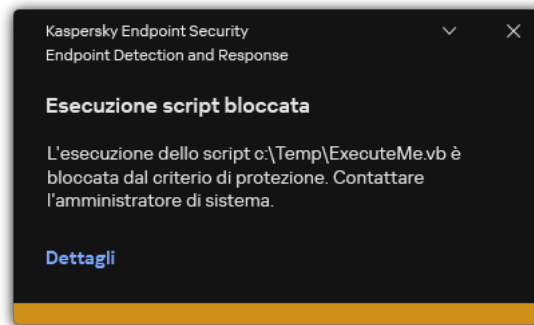 Kaspersky Endpoint Security
Endpoint Detection and Response
Esecuzione script bloccata
L'esecuzione dello script c:\Temp\ExecuteMe.vb è
bloccata dal criterio di protezione. Contattare
l'amministratore di sistema.
Dettagli